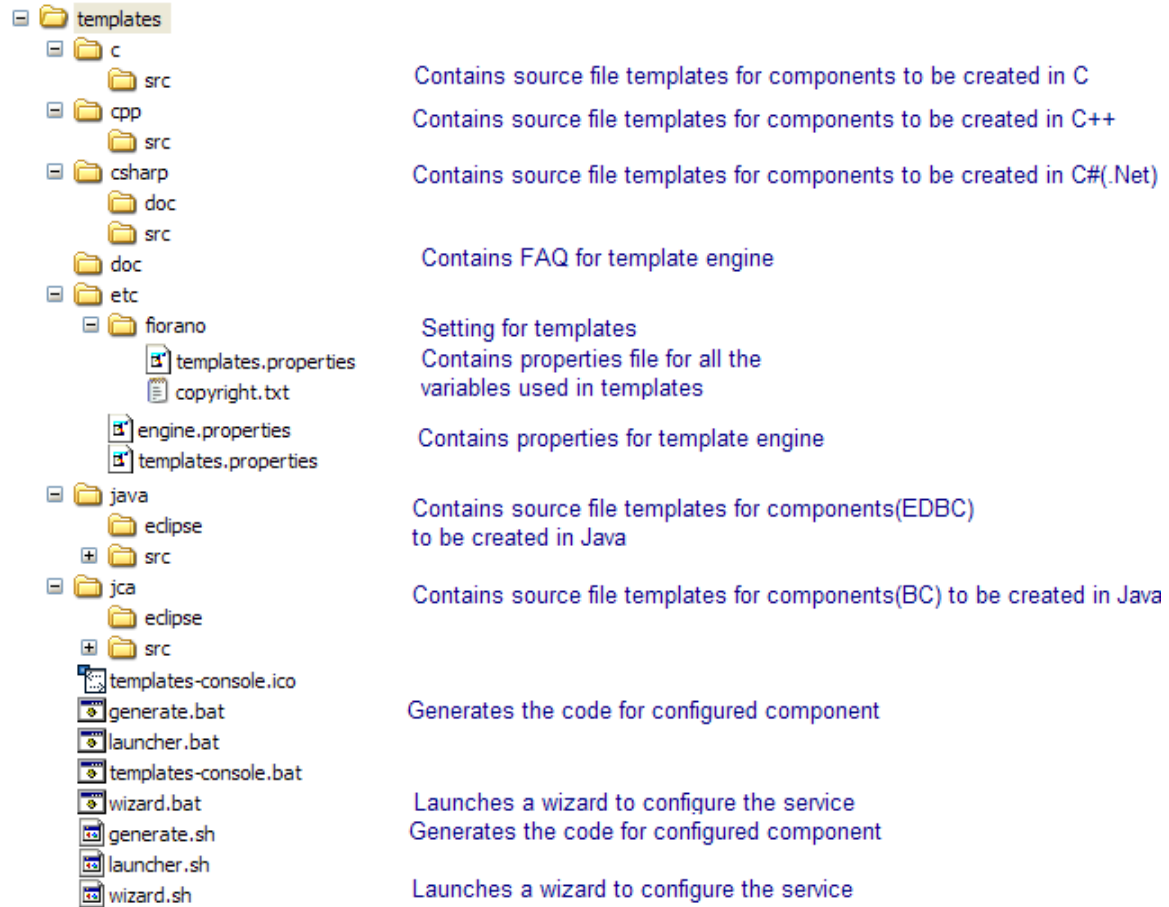 templates
c
src
Contains source file templates for components to be created in C
cpp
Contains source file templates for components to be created in C++
src
csharp
Contains source file templates for components to be created in C#(.Net)
doc
src
doc
Contains FAQ for template engine
etc
fiorano
Setting for templates
templates.properties
Contains properties file for all the
copyright.txt
variables used in templates
engine.properties
Contains properties for template engine
templates.properties
java
Contains source file templates for components(EDBC)
eclipse
to be created in Java
src
jca
Contains source file templates for components(BC) to be created in Java
eclipse
src
templates-console.ico
generate.bat
Generates the code for configured component
launcher.bat
templates-console.bat
wizard.bat
Launches a wizard to configure the service
generate.sh
Generates the code for configured component
launcher.sh
wizard.sh
Launches a wizard to configure the service